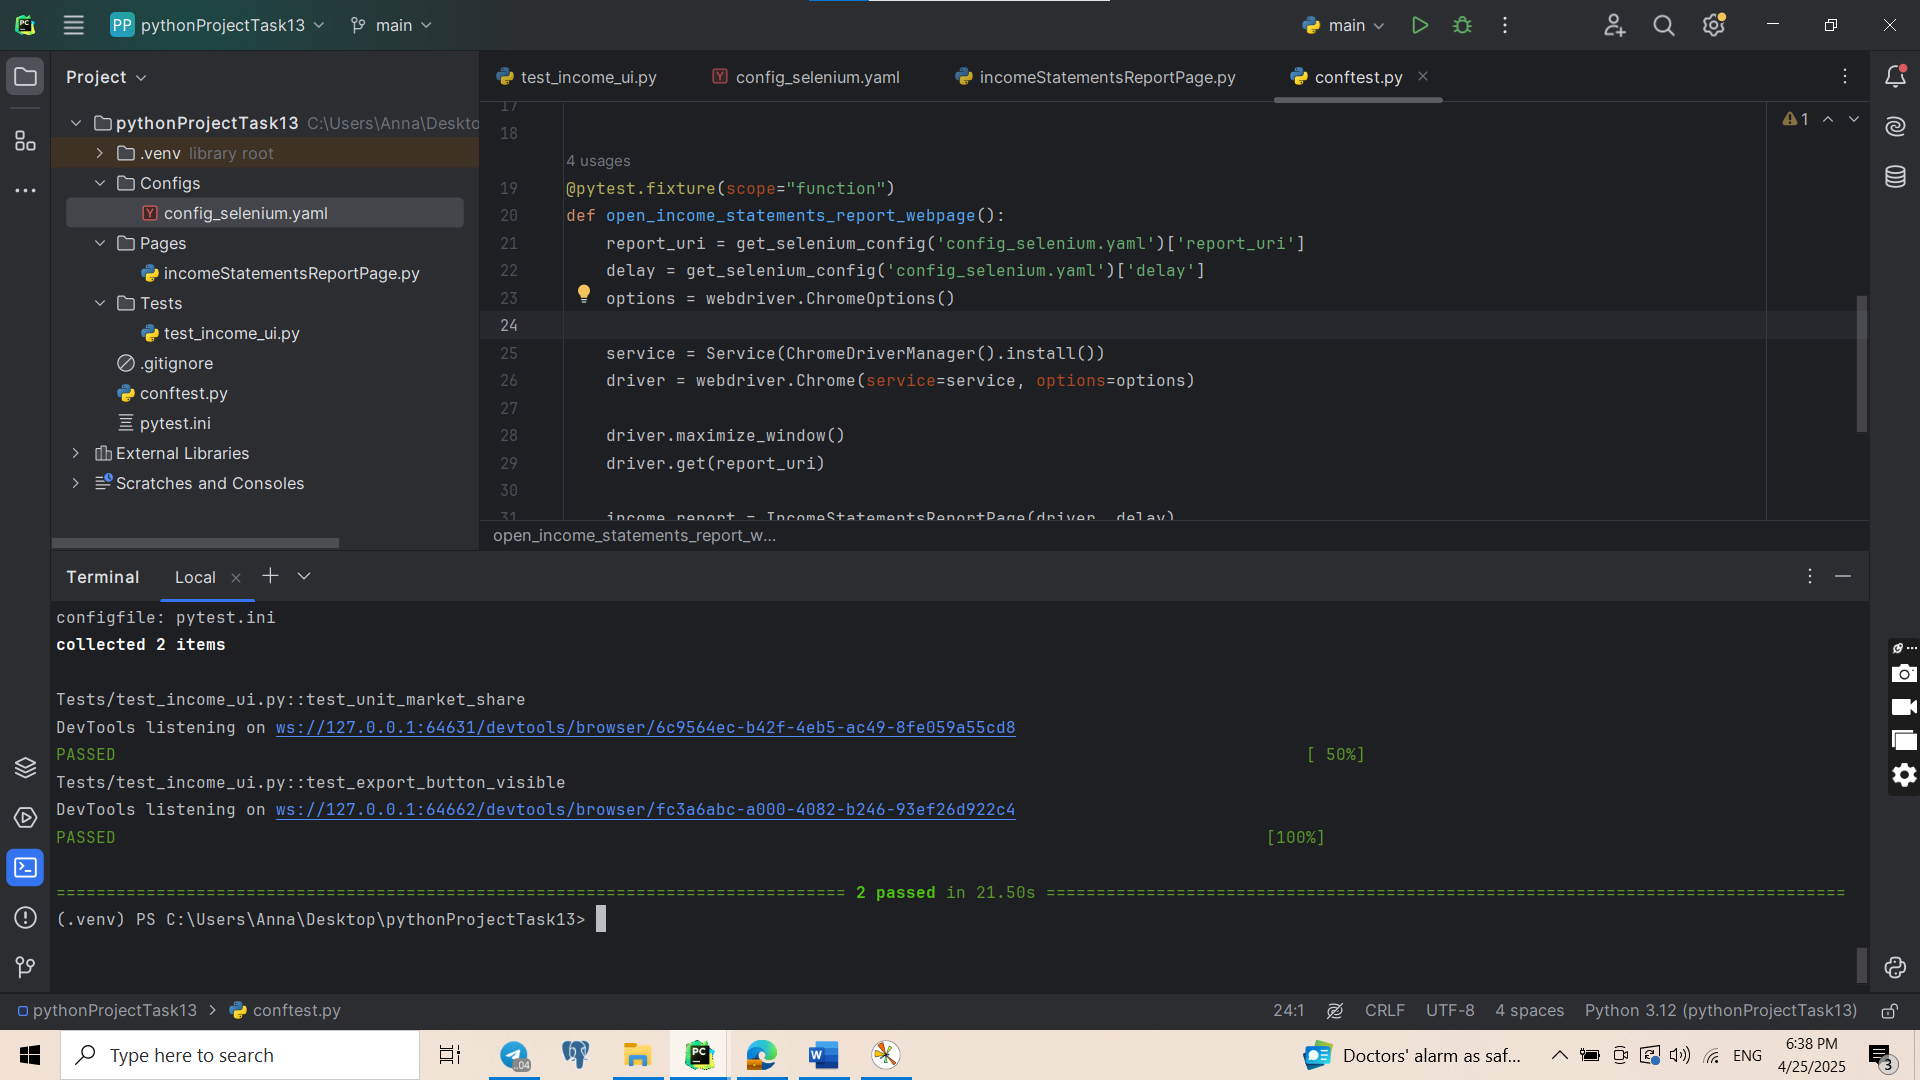 PP pythonProjectTask13 main main
Project
test_income_ui.py config_selenium.yaml incomeStatementsReportPage.py conftest.py
pythonProjectTask13 C:\Users\Anna\Deskto
.venv library root
Configs
config_selenium.yaml
Pages
incomeStatementsReportPage.py
Tests
test_income_ui.py
.gitignore
conftest.py
pytest.ini
External Libraries
Scratches and Consoles
1
17
18
4 usages
19 @pytest.fixture(scope="function")
20 def open_income_statements_report_webpage():
21 report_uri = get_selenium_config('config_selenium.yaml')['report_uri']
22 delay = get_selenium_config('config_selenium.yaml')['delay']
23 options = webdriver.ChromeOptions()
24
25 service = Service(ChromeDriverManager().install())
26 driver = webdriver.Chrome(service=service, options=options)
27
28 driver.maximize_window()
29 driver.get(report_uri)
30
31 income_report = IncomeStatementsReportPage(driver, delay)
open_income_statements_report_w...
Terminal Local
configfile: pytest.ini
collected 2 items
Tests/test_income_ui.py::test_unit_market_share
DevTools listening on ws://127.0.0.1:64631/devtools/browser/6c9564ec-b42f-4eb5-ac49-8fe059a55cd8
PASSED [ 50%]
Tests/test_income_ui.py::test_export_button_visible
DevTools listening on ws://127.0.0.1:64662/devtools/browser/fc3a6abc-a000-4082-b246-93ef26d922c4
PASSED [100%]
=============================================================================== 2 passed in 21.50s ================================================================================
(.venv) PS C:\Users\Anna\Desktop\pythonProjectTask13>
pythonProjectTask13 > conftest.py
24:1 CRLF UTF-8 4 spaces Python 3.12 (pythonProjectTask13)
Type here to search
.04
Doctors' alarm as saf...
ENG
6:38 PM
4/25/2025
3